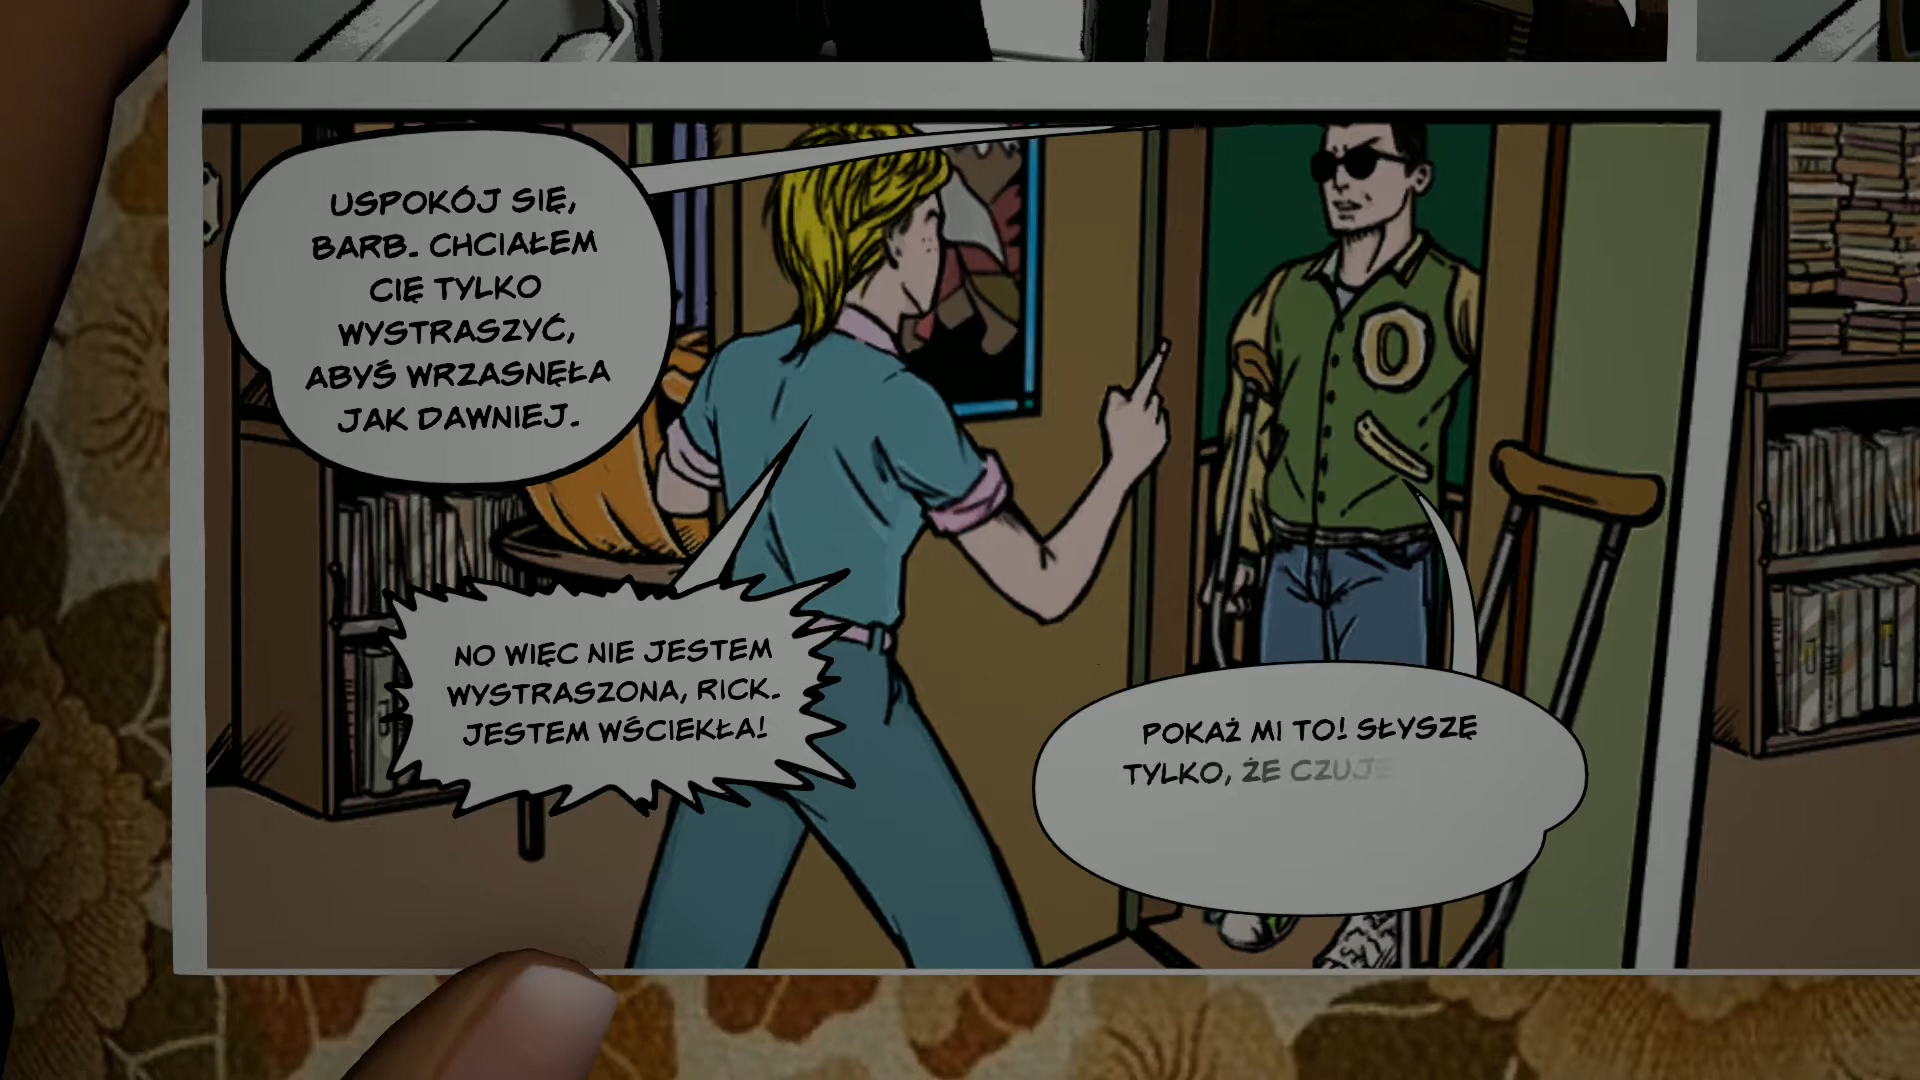 USPOKÓJ SIĘ,
BARB. CHCIAŁEM
CIĘ TYLKO
WYSTRASZYĆ,
ABYŚ WRZASNĘŁA
JAK DAWNIEJ.
O
NO WIĘC NIE JESTEM
WYSTRASZONA, RICK.
JESTEM WŚCIEKŁA!
POKAŻ MI TO! SŁYSZĘ
TYLKO, ŻE CZUJE